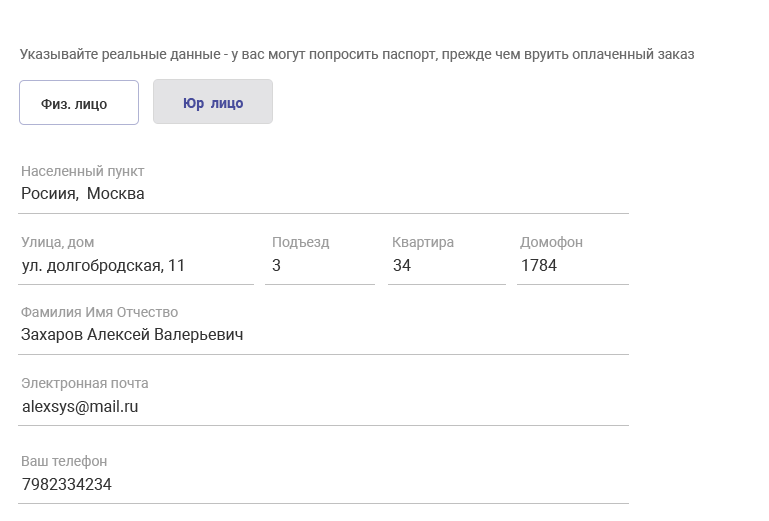 Указывайте реальные данные - у вас могут попросить паспорт, прежде чем вруить оплаченный заказ
Физ. лицо Юр лицо
Населенный пункт
Росиия, Москва
Улица, дом Подъезд Квартира Домофон
ул. долгобродская, 11 3 34 1784
Фамилия Имя Отчество
Захаров Алексей Валерьевич
Электронная почта
alexsys@mail.ru
Ваш телефон
7982334234